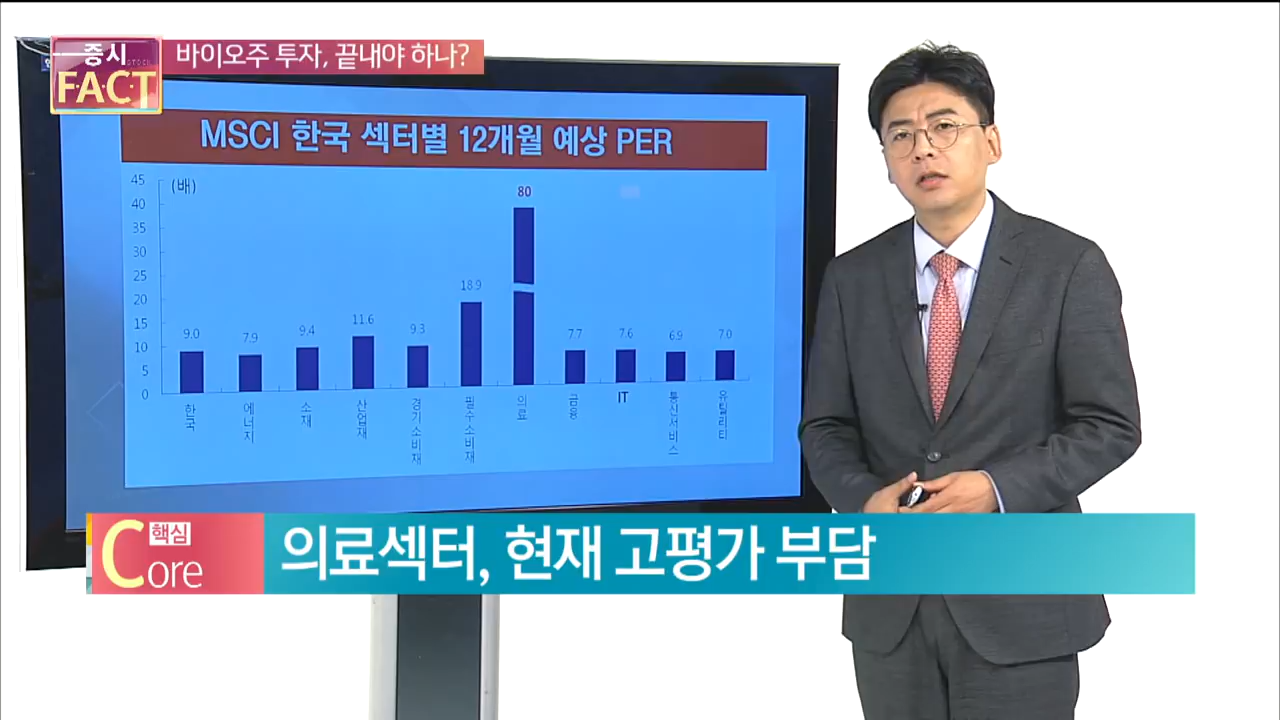 증시
STOCK
F·A·C·T
바이오주 투자, 끝내야 하나?
MSCI 한국 섹터별 12개월 예상 PER
(배)
45
40
35
30
25
20
15
10
5
0
9.0
7.9
9.4
11.6
9.3
18.9
80
7.7
7.6
6.9
7.0
한국
에너지
소재
산업재
경기소비재
필수소비재
의료
금융
IT
통신서비스
유틸리티
Core
핵심
의료섹터, 현재 고평가 부담